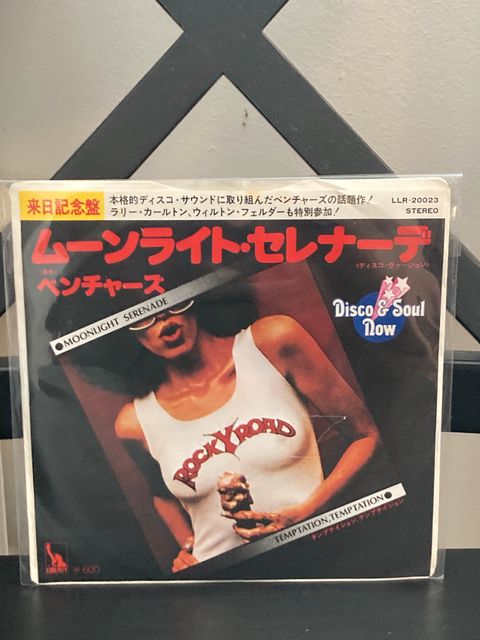 来日記念盤
本格的ディスコ・サウンドに取り組んだベンチャーズの話題作!
ラリー・カールトン、ウィルトン・フェルダーも特別参加!
LLR-20023
STEREO
ムーンライト・セレナーデ
(ディスコ・ヴァージョン)
ベンチャーズ
●MOONLIGHT SERENADE
Disco & Soul
Now
ROCKY ROAD
TEMPTATION, TEMPTATION●
テンプテイション、テンプテイション
LIBERTY
¥600